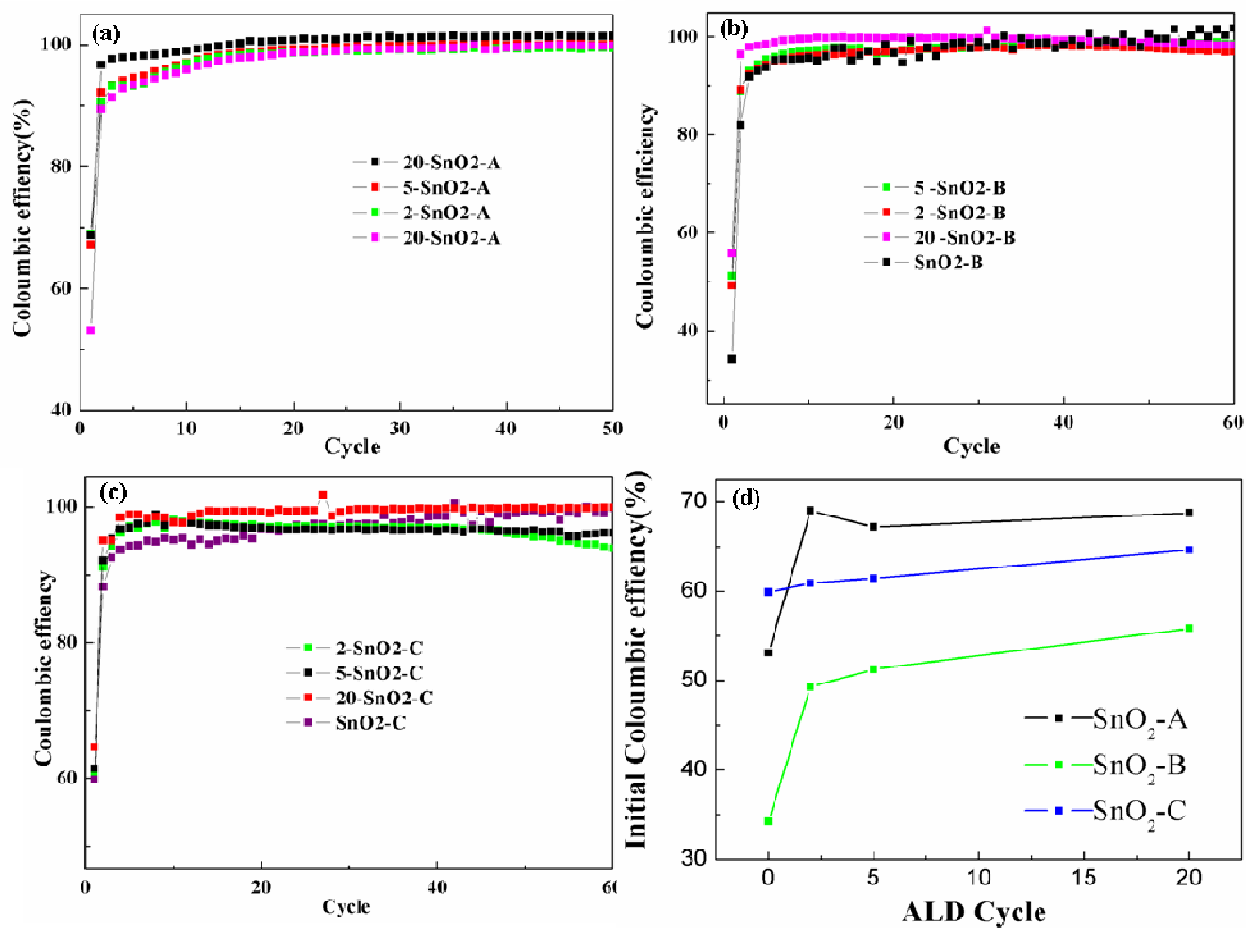 (a)
Coloumbic effiency(%)
100
80
60
40
0
10
20
30
40
50
Cycle
20-SnO2-A
5-SnO2-A
2-SnO2-A
20-SnO2-A
(b)
Couloumbic efficiency
100
80
60
40
0
20
40
60
Cycle
5 -SnO2-B
2 -SnO2-B
20 -SnO2-B
SnO2-B
(c)
Coulombic effiency
100
80
60
0
20
40
60
Cycle
2-SnO2-C
5-SnO2-C
20-SnO2-C
SnO2-C
(d)
Initial Coloumbic effiency(%)
70
60
50
40
30
0
5
10
15
20
ALD Cycle
SnO₂-A
SnO₂-B
SnO₂-C